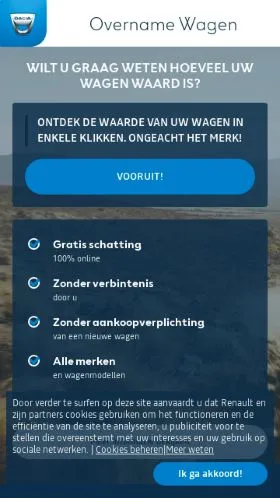 DACIA
Overname Wagen
WILT U GRAAG WETEN HOEVEEL UW
WAGEN WAARD IS?
ONTDEK DE WAARDE VAN UW WAGEN IN
ENKELE KLIKKEN. ONGEACHT HET MERK!
VOORUIT!
Gratis schatting
100% online
Zonder verbintenis
door u
Zonder aankoopverplichting
van een nieuwe wagen
Alle merken
en wagenmodellen
Door verder te surfen op deze site aanvaardt u dat Renault en
zijn partners cookies gebruiken om het functioneren en de
efficiëntie van de site te analyseren, u publiciteit voor te
stellen die overeenstemt met uw interesses en uw gebruik op
sociale netwerken. | Cookies beheren|Meer weten
Ik ga akkoord!